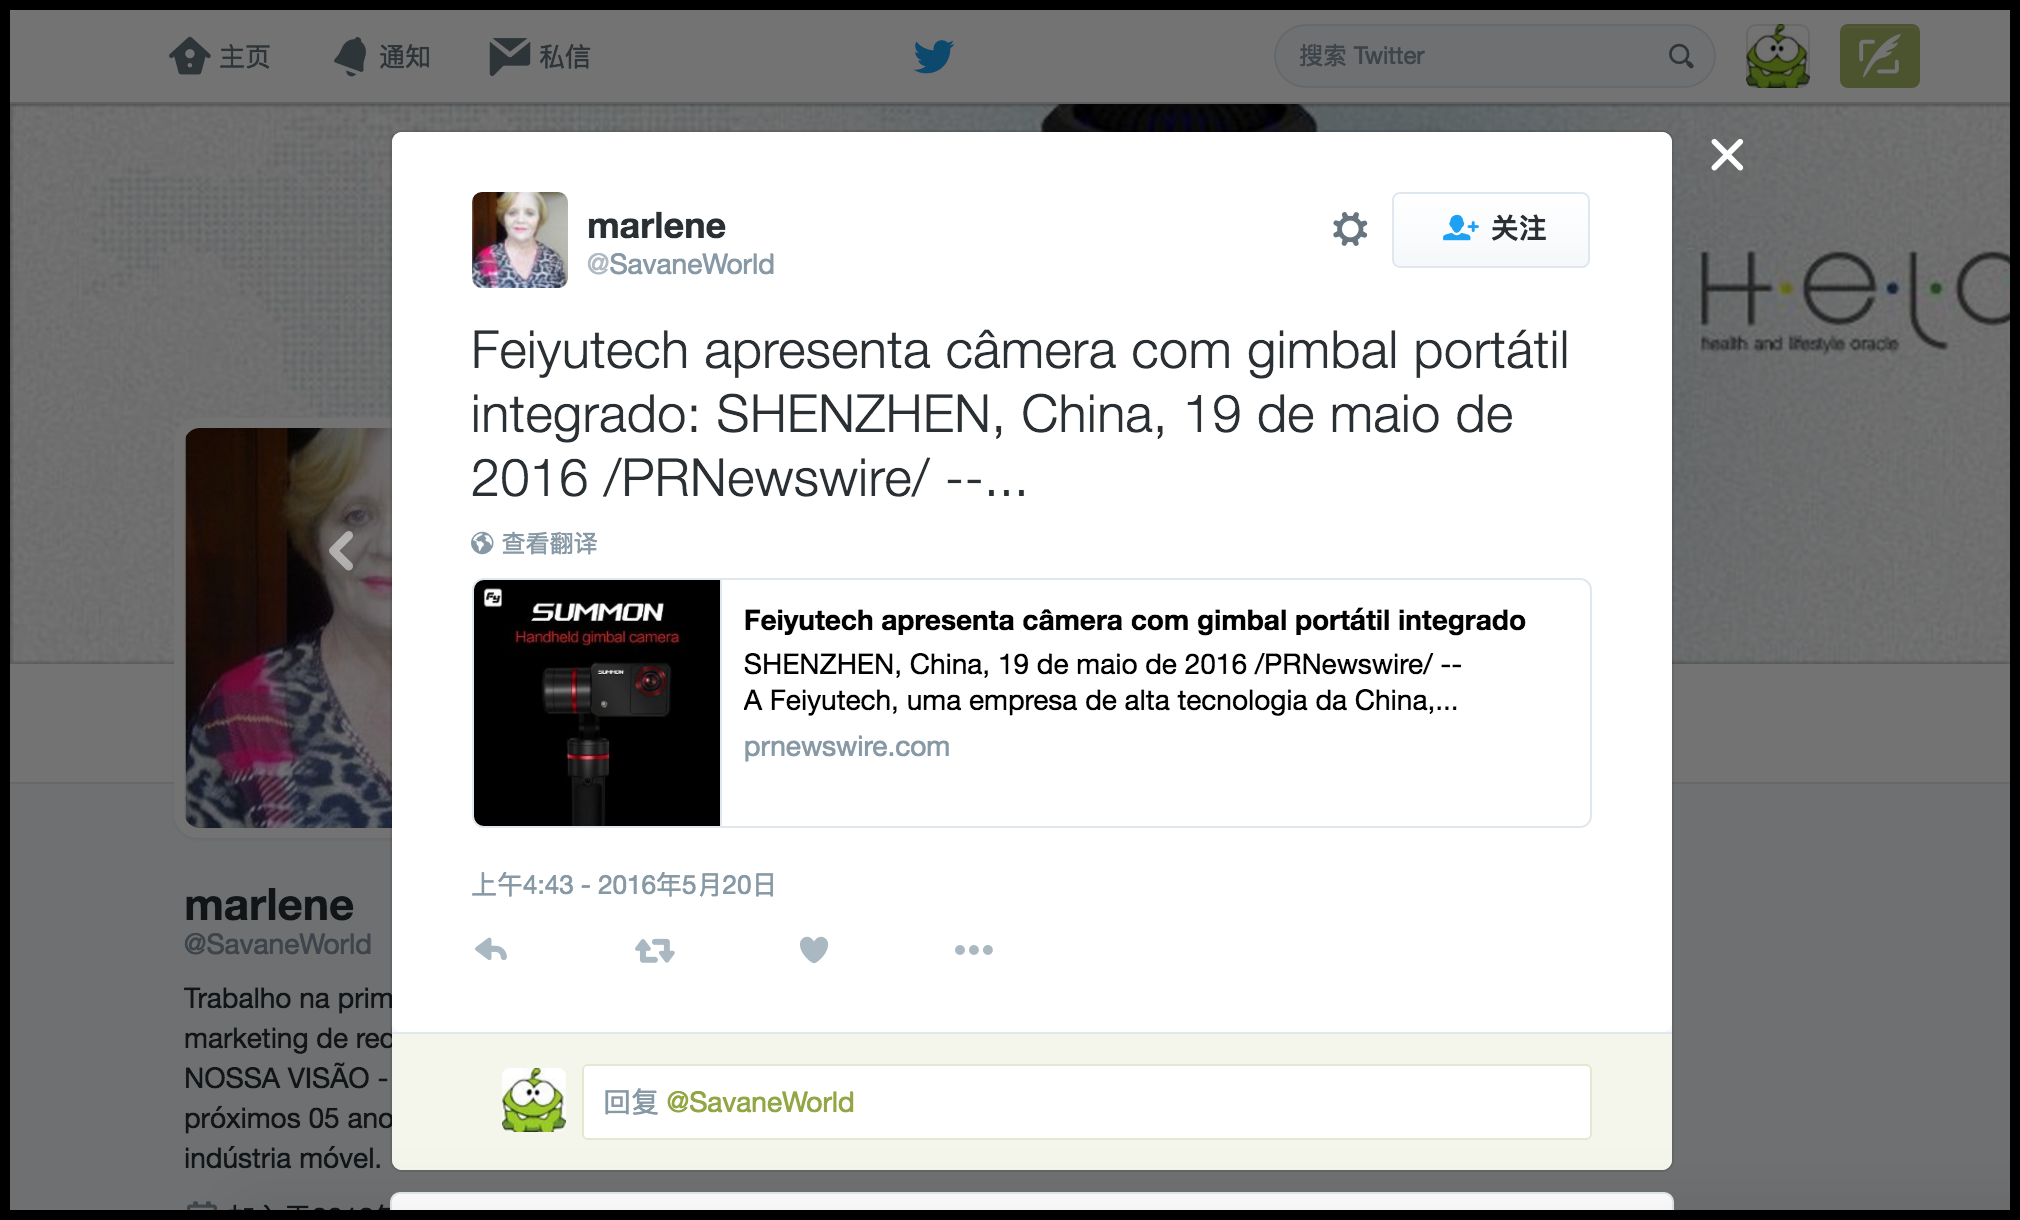 主页
通知
私信
搜索 Twitter
H·e·l·o
health and lifestyle oracle
marlene
@SavaneWorld
关注
Feiyutech apresenta câmera com gimbal portátil
integrado: SHENZHEN, China, 19 de maio de
2016 /PRNewswire/ --...
查看翻译
Fy
SUMMON
Handheld gimbal camera
SUMMON
Feiyutech apresenta câmera com gimbal portátil integrado
SHENZHEN, China, 19 de maio de 2016 /PRNewswire/ --
A Feiyutech, uma empresa de alta tecnologia da China,...
prnewswire.com
上午4:43 - 2016年5月20日
回复 @SavaneWorld
marlene
@SavaneWorld
Trabalho na prim
marketing de red
NOSSA VISÃO -
próximos 05 ano
indústria móvel.